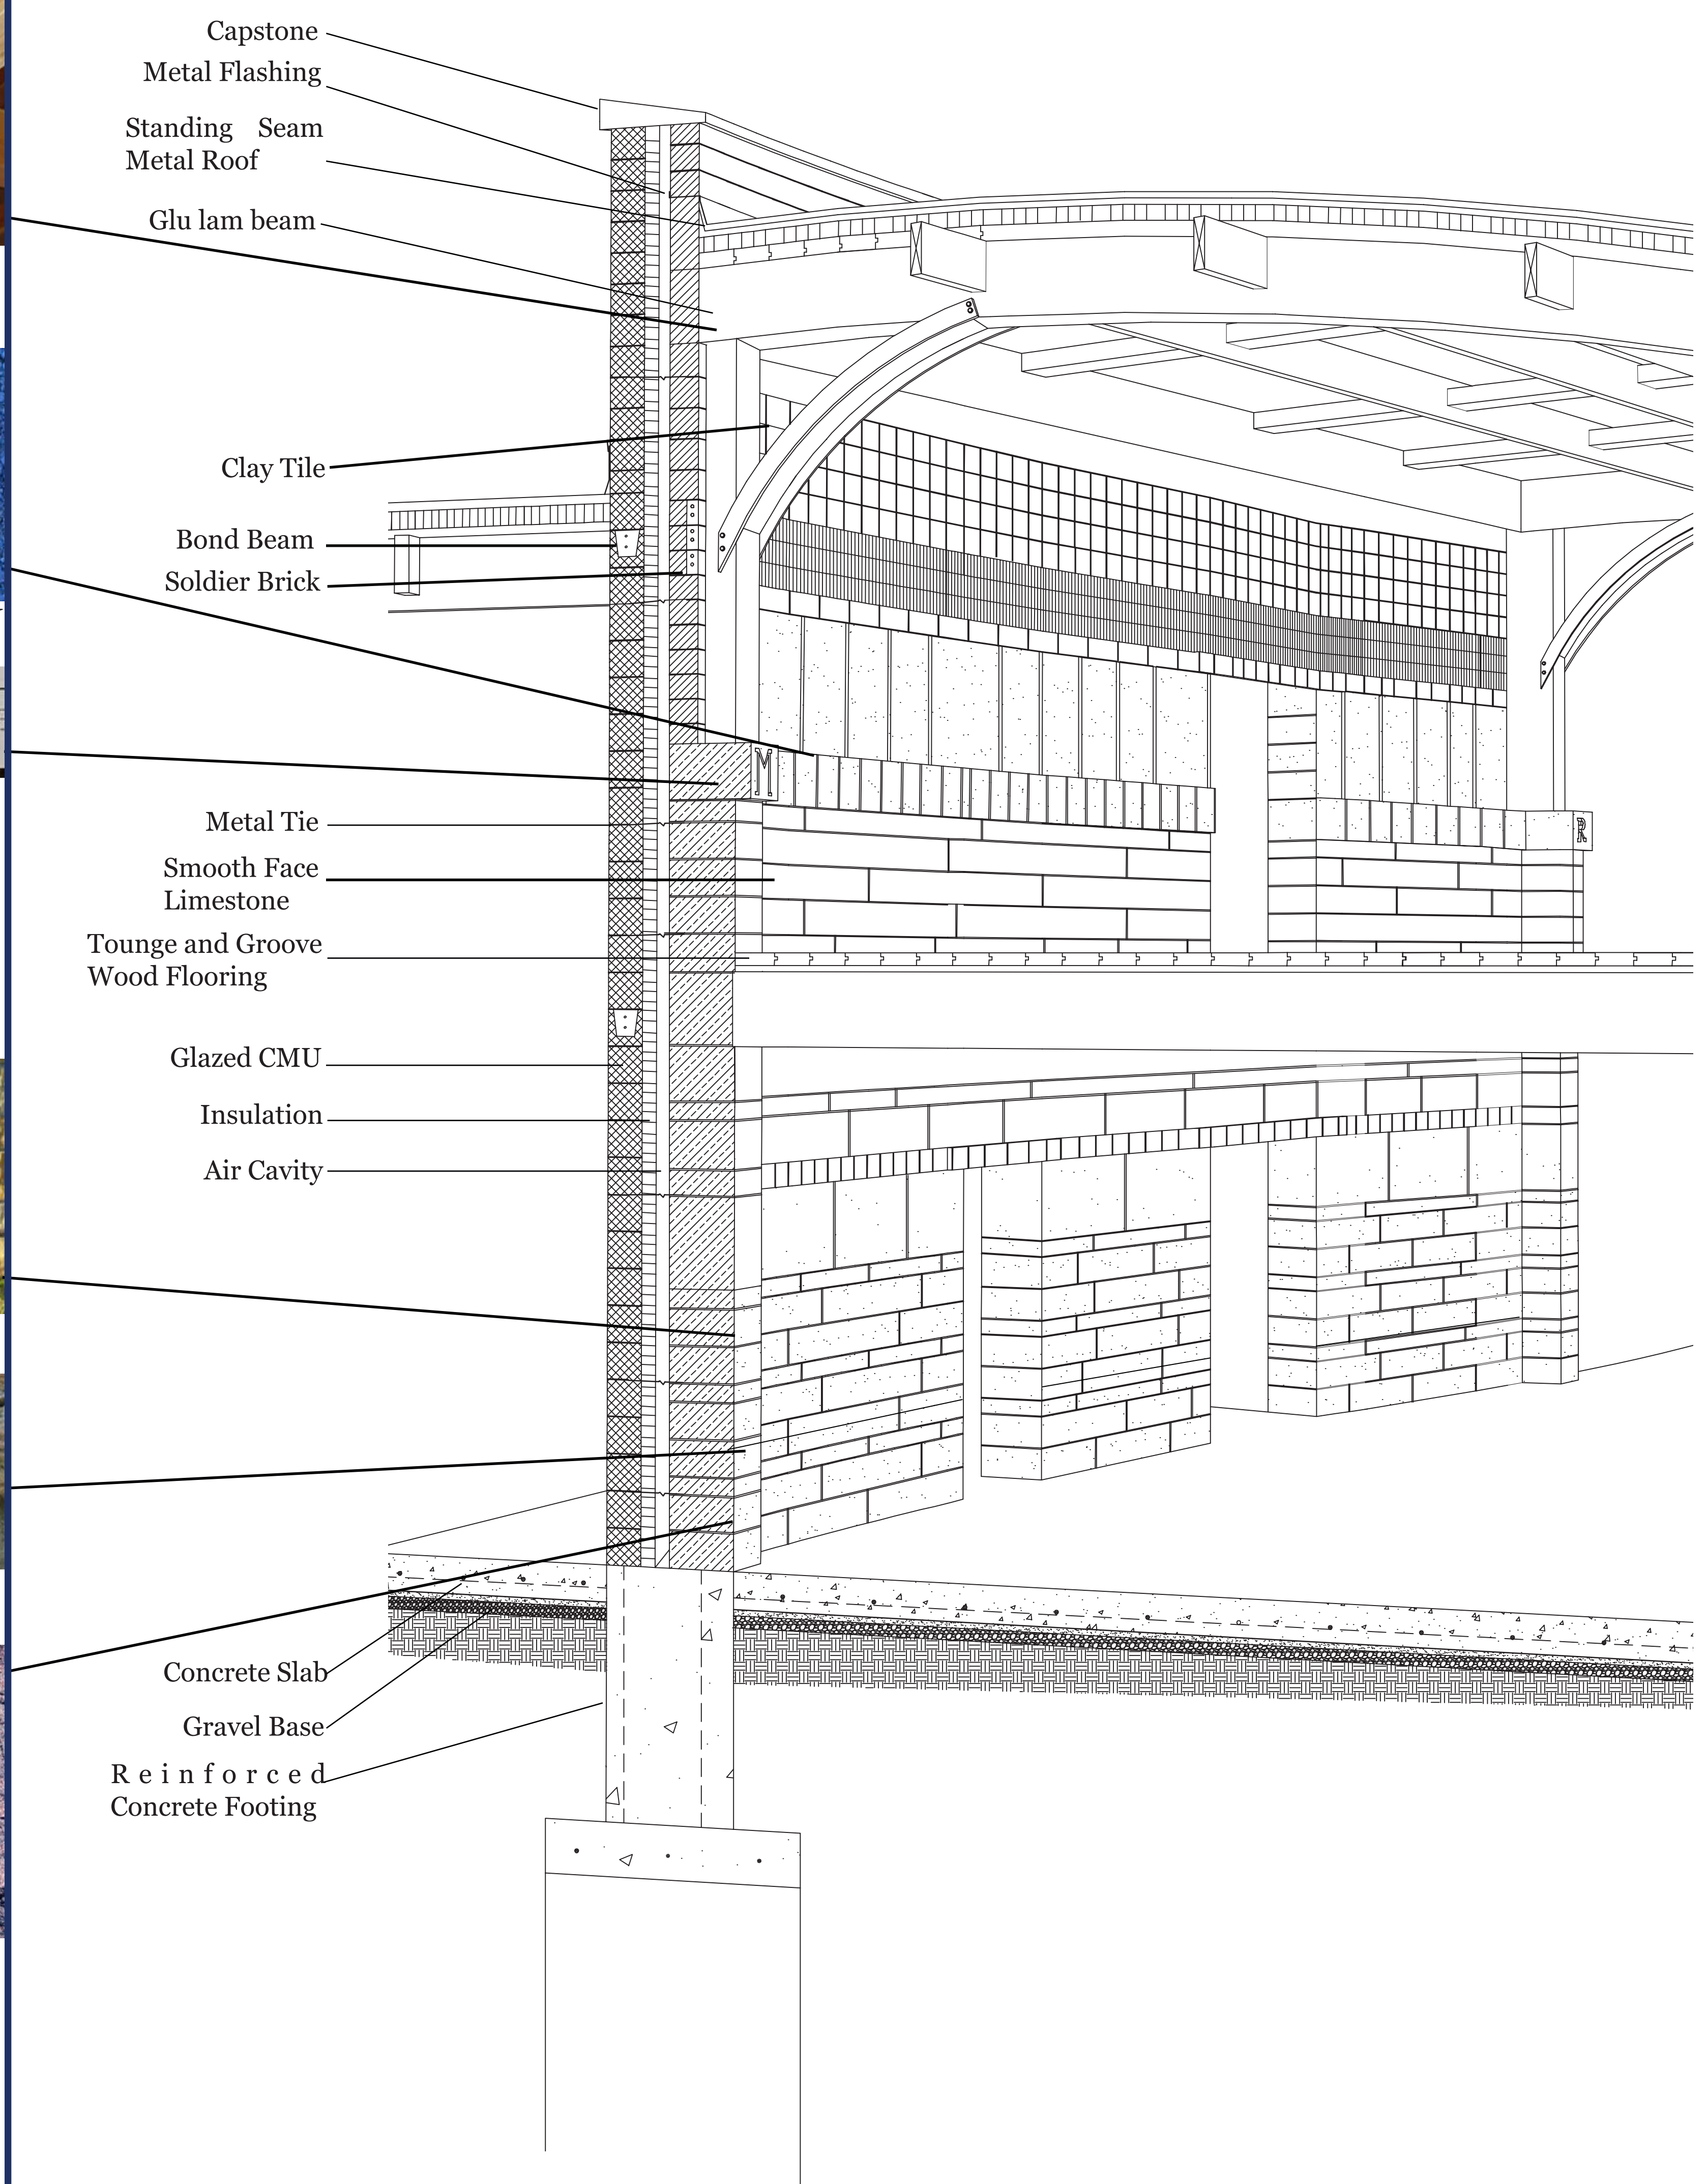 Capstone
Metal Flashing
Standing Seam
Metal Roof
Glu lam beam
Clay Tile
Bond Beam
Soldier Brick
M
Metal Tie
R
Smooth Face
Limestone
Tounge and Groove
Wood Flooring
Glazed CMU
Insulation
Air Cavity
Concrete Slab
Gravel Base
Reinforced
Concrete Footing